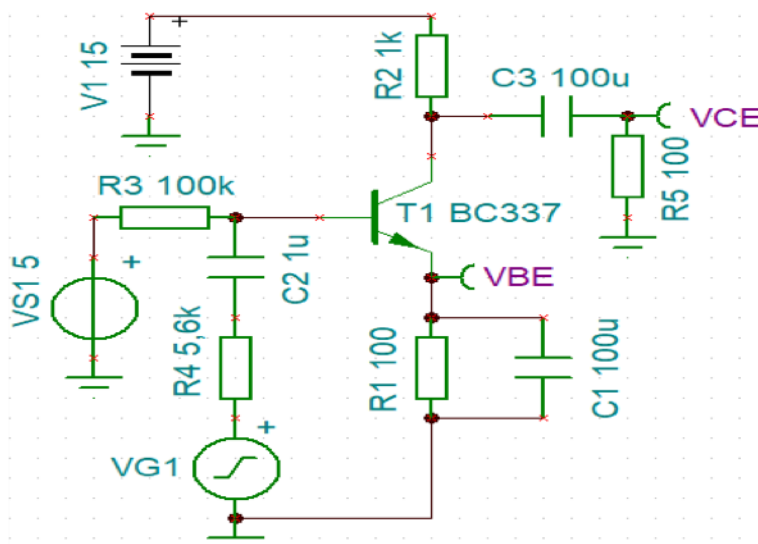 V1 15
+
R2 1k
C3 100u
VCE
R5 100
R3 100k
T1 BC337
VS1 5
+
C2 1u
VBE
R4 5,6k
R1 100
C1 100u
+
VG1